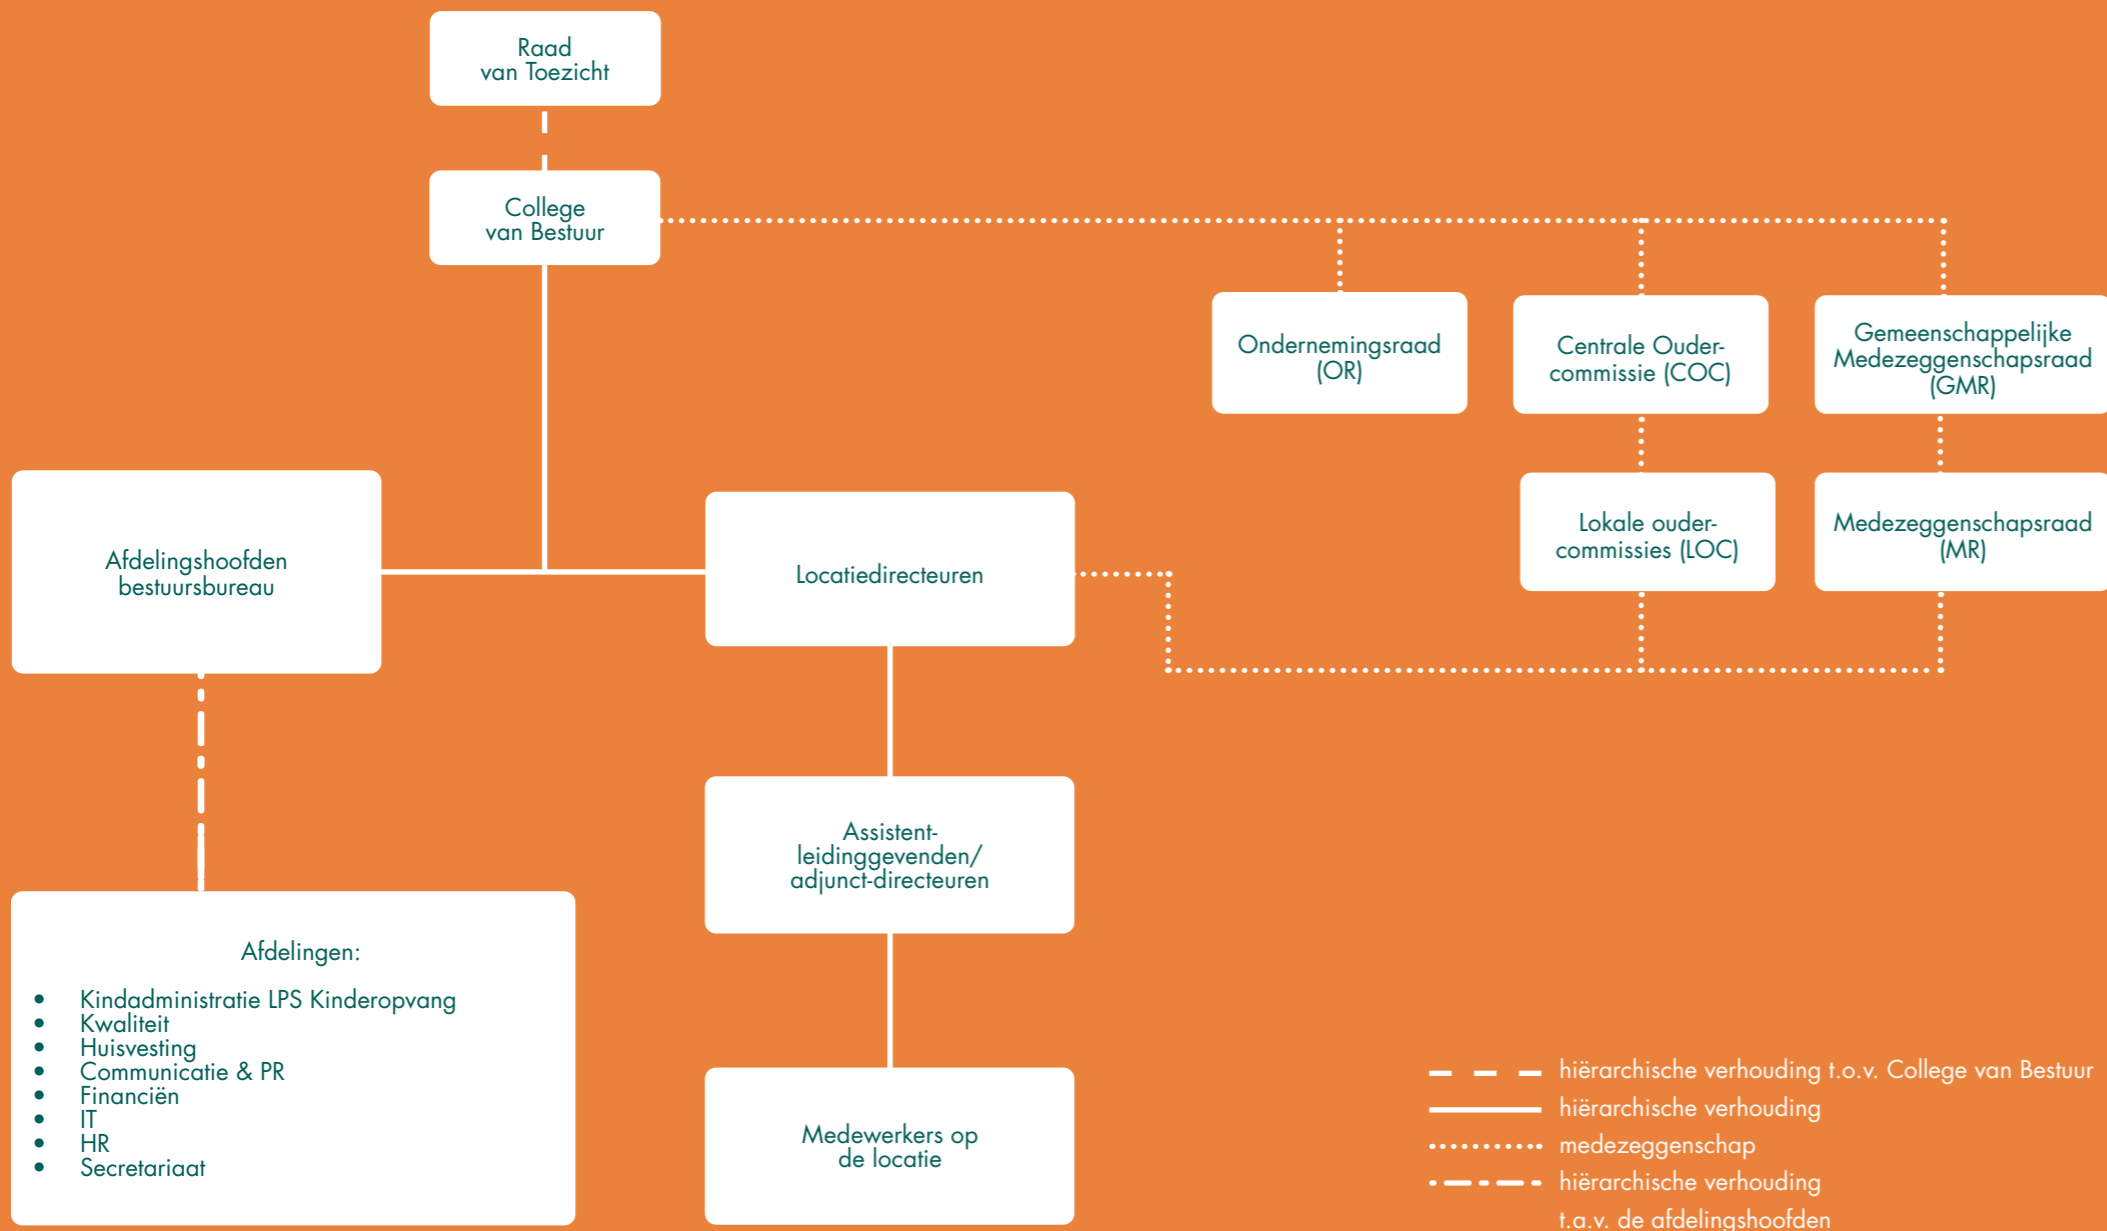 Raad
van Toezicht
College
van Bestuur
Ondernemingsraad
(OR)
Centrale Ouder-
commissie (COC)
Gemeenschappelijke
Medezeggenschapsraad
(GMR)
Lokale ouder-
commissies (LOC)
Medezeggenschapsraad
(MR)
Afdelingshoofden
bestuursbureau
Locatiedirecteuren
Assistent-
leidinggevenden/
adjunct-directeuren
Afdelingen:
• Kindadministratie LPS Kinderopvang
• Kwaliteit
• Huisvesting
• Communicatie & PR
• Financiën
• IT
• HR
• Secretariaat
Medewerkers op
de locatie
hiërarchische verhouding t.o.v. College van Bestuur
hiërarchische verhouding
medezeggenschap
hiërarchische verhouding
t.a.v. de afdelingshoofden